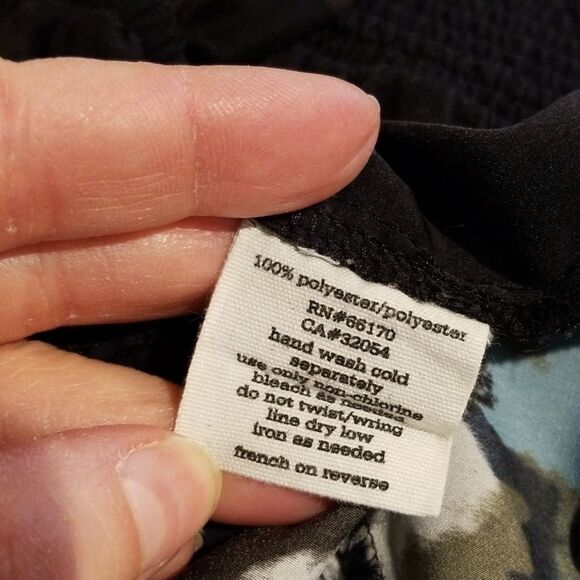 100% polyester/polyester
RN#66170
CA#32054
hand wash cold
separately
use only non-chlorine
bleach as needed
do not twist/wring
line dry low
iron as needed
french on reverse